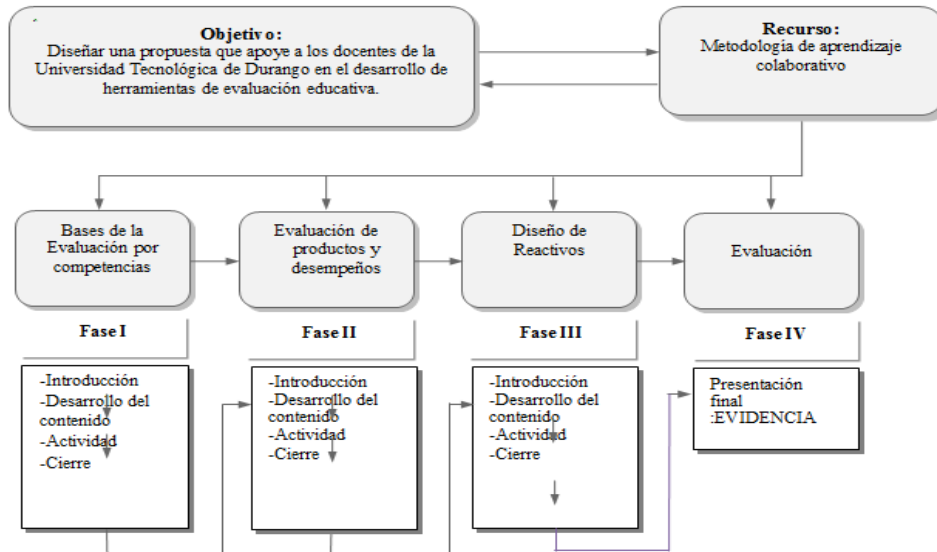 Objetivo:
Diseñar una propuesta que apoye a los docentes de la
Universidad Tecnológica de Durango en el desarrollo de
herramientas de evaluación educativa.
Recurso:
Metodología de aprendizaje
colaborativo
Bases de la
Evaluación por
competencias
Evaluación de
productos y
desempeños
Diseño de
Reactivos
Evaluación
Fase I
Fase II
Fase III
Fase IV
-Introducción
-Desarrollo del
contenido
-Actividad
-Cierre
-Introducción
-Desarrollo del
contenido
-Actividad
-Cierre
-Introducción
-Desarrollo del
contenido
-Actividad
-Cierre
Presentación
final
:EVIDENCIA